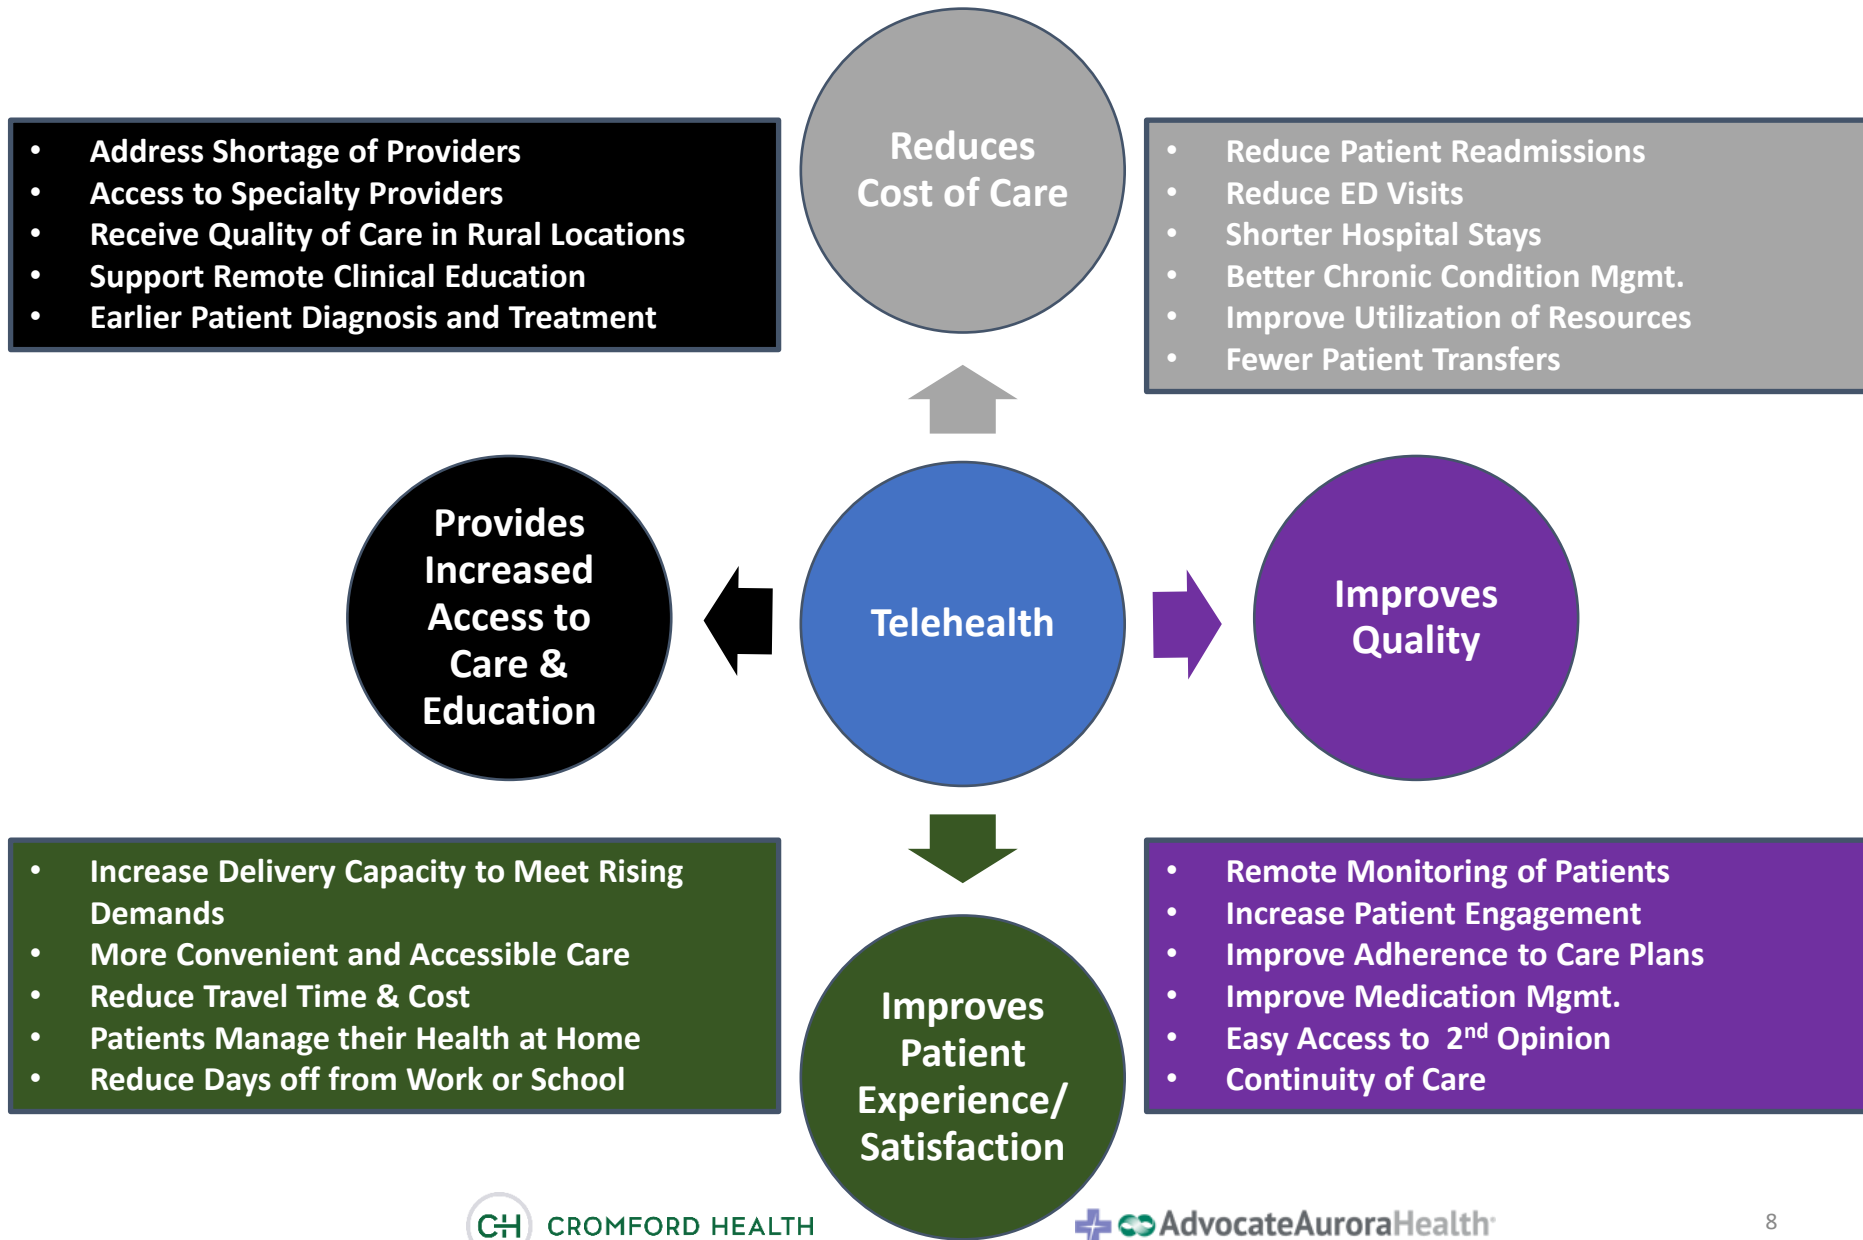 Reduces
Cost of Care
• Address Shortage of Providers
• Access to Specialty Providers
• Receive Quality of Care in Rural Locations
• Support Remote Clinical Education
• Earlier Patient Diagnosis and Treatment
• Reduce Patient Readmissions
• Reduce ED Visits
• Shorter Hospital Stays
• Better Chronic Condition Mgmt.
• Improve Utilization of Resources
• Fewer Patient Transfers
Provides
Increased
Access to
Care &
Education
Telehealth
Improves
Quality
• Increase Delivery Capacity to Meet Rising
Demands
• More Convenient and Accessible Care
• Reduce Travel Time & Cost
• Patients Manage their Health at Home
• Reduce Days off from Work or School
Improves
Patient
Experience/
Satisfaction
• Remote Monitoring of Patients
• Increase Patient Engagement
• Improve Adherence to Care Plans
• Improve Medication Mgmt.
• Easy Access to 2nd Opinion
• Continuity of Care
CH CROMFORD HEALTH
AdvocateAuroraHealth
8